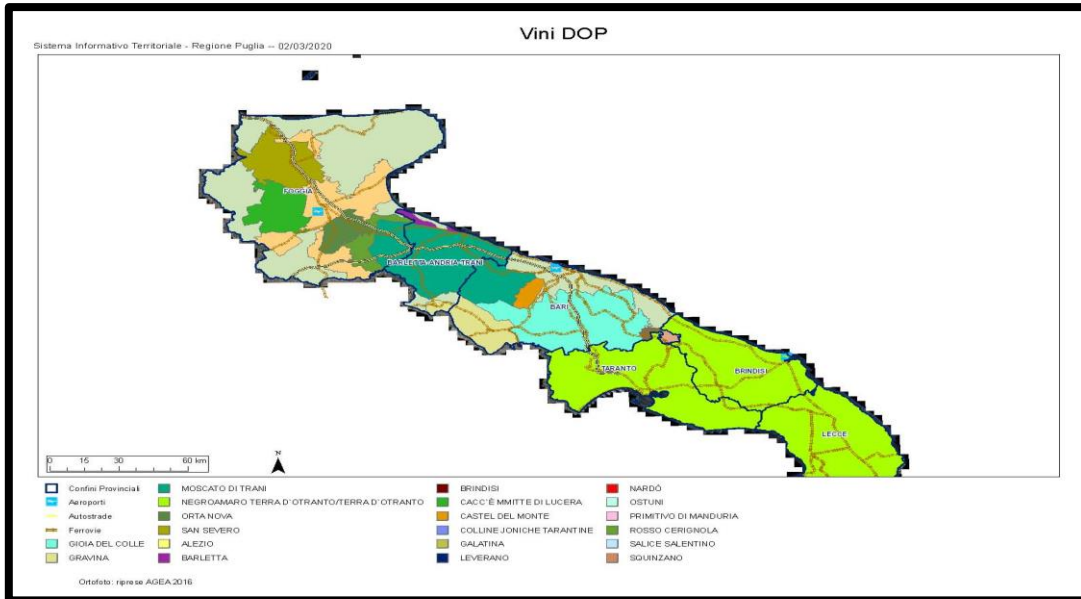 Vini DOP
Sistema Informativo Territoriale - Regione Puglia -- 02/03/2020
FOGGIA
BARLETTA-ANDRIA-TRANI
BARI
TARANTO
BRINDISI
LECCE
0 15 30 60 km
N
Confini Provinciali
Aeroporti
Autostrade
Ferrovie
GIOIA DEL COLLE
GRAVINA
MOSCATO DI TRANI
NEGROAMARO TERRA D'OTRANTO/TERRA D'OTRANTO
ORTA NOVA
SAN SEVERO
ALEZIO
BARLETTA
BRINDISI
CACC'È MMITTE DI LUCERA
CASTEL DEL MONTE
COLLINE JONICHE TARANTINE
GALATINA
LEVERANO
NARDÒ
OSTUNI
PRIMITIVO DI MANDURIA
ROSSO CERIGNOLA
SALICE SALENTINO
SQUINZANO
Ortofoto: riprese AGEA 2016